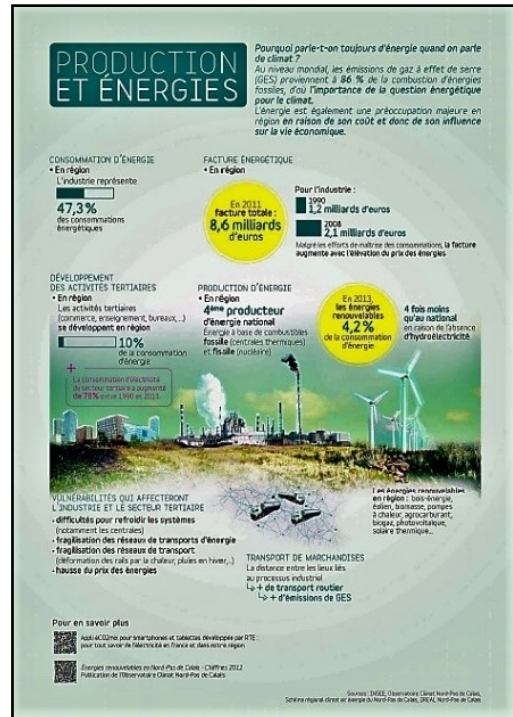 PRODUCTION
ET ÉNERGIES
Pourquoi parle-t-on toujours d'énergie quand on parle
de climat ?
Au niveau mondial, les émissions de gaz à effet de serre
(GES) proviennent à 86 % de la combustion d'énergies
fossiles, d'où l'importance de la question énergétique
pour le climat.
L'énergie est également une préoccupation majeure en
région en raison de son coût et donc de son influence
sur la vie économique.
CONSOMMATION D'ÉNERGIE
• En région
L'industrie représente
47,3%
des consommations
énergétiques
FACTURE ÉNERGÉTIQUE
• En région
En 2011
facture totale :
8,6 milliards
d'euros
Pour l'industrie :
1990
1,2 milliards d'euros
2008
2,1 milliards d'euros
Malgré les efforts de maîtrise des consommations, la facture
augmente avec l'élévation du prix des énergies
DÉVELOPPEMENT
DES ACTIVITÉS TERTIAIRES
• En région
Les activités tertiaires
(commerce, enseignement, bureaux,...)
se développent en région
10%
de la consommation
d'énergie
+
La consommation d'électricité
du secteur tertiaire a augmenté
de 78% entre 1990 et 2011
PRODUCTION D'ÉNERGIE
• En région
4ème producteur
d'énergie national
Énergie à base de combustibles
fossile (centrales thermiques)
et fissile (nucléaire)
En 2013,
les énergies
renouvelables
4,2%
de la consommation
d'énergie
4 fois moins
qu'au national
en raison de l'absence
d'hydroélectricité
VULNÉRABILITÉS QUI AFFECTERONT
L'INDUSTRIE ET LE SECTEUR TERTIAIRE
- difficultés pour refroidir les systèmes
(notamment les centrales)
- fragilisation des réseaux de transports d'énergie
- fragilisation des réseaux de transport
(déformation des rails par la chaleur, pluies en hiver,..)
- hausse du prix des énergies
TRANSPORT DE MARCHANDISES
La distance entre les lieux liés
au processus industriel
↳ + de transport routier
↳ + d'émissions de GES
Les énergies renouvelables
en région : bois-énergie,
éolien, biomasse, pompes
à chaleur, agrocarburant,
biogaz, photovoltaïque,
solaire thermique...
Pour en savoir plus
Appli éCO2mix pour smartphones et tablettes développée par RTE :
pour tout savoir de l'électricité en France et dans votre région
Énergies renouvelables en Nord-Pas de Calais - Chiffres 2012
Publication de l'Observatoire Climat Nord-Pas de Calais
Sources : INSEE, Observatoire Climat Nord-Pas de Calais,
Schéma régional climat air énergie du Nord-Pas de Calais, DREAL Nord-Pas de Calais